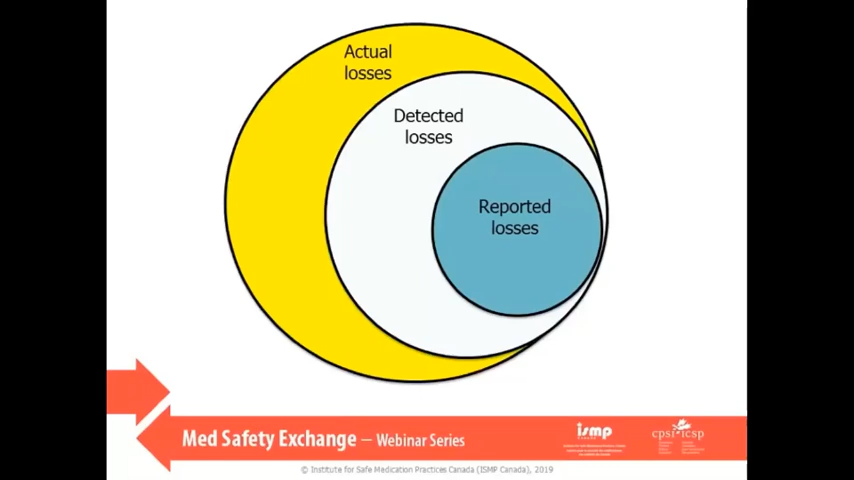 Actual
losses
Detected
losses
Reported
losses
Med Safety Exchange – Webinar Series
ismp
CANADA
cpsi icsp
© Institute for Safe Medication Practices Canada (ISMP Canada), 2019